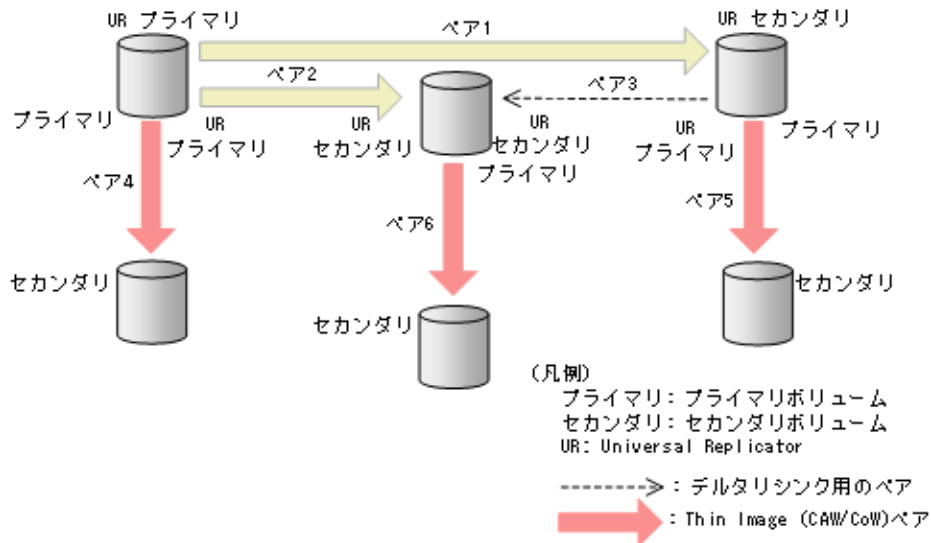 UR プライマリ
UR セカンダリ
ペア1
ペア2
ペア3
プライマリ
UR
プライマリ
UR
セカンダリ
UR
セカンダリ
プライマリ
UR
プライマリ
プライマリ
ペア4
ペア6
ペア5
セカンダリ
セカンダリ
セカンダリ
(凡例)
プライマリ: プライマリボリューム
セカンダリ: セカンダリボリューム
UR: Universal Replicator
: デルタリシンク用のペア
: Thin Image (CAW/CoW)ペア